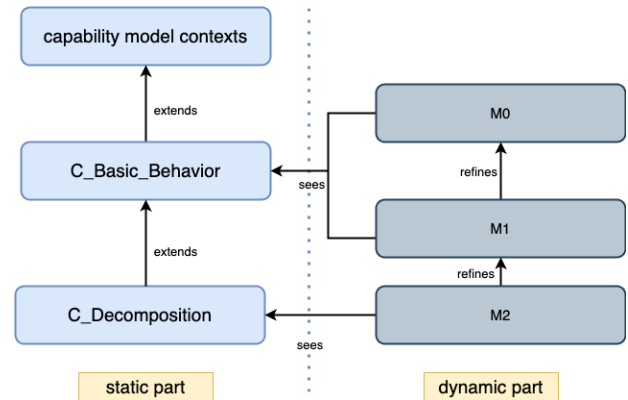 capability model contexts
extends
M0
C_Basic_Behavior
sees
refines
M1
extends
refines
C_Decomposition
M2
sees
static part
dynamic part